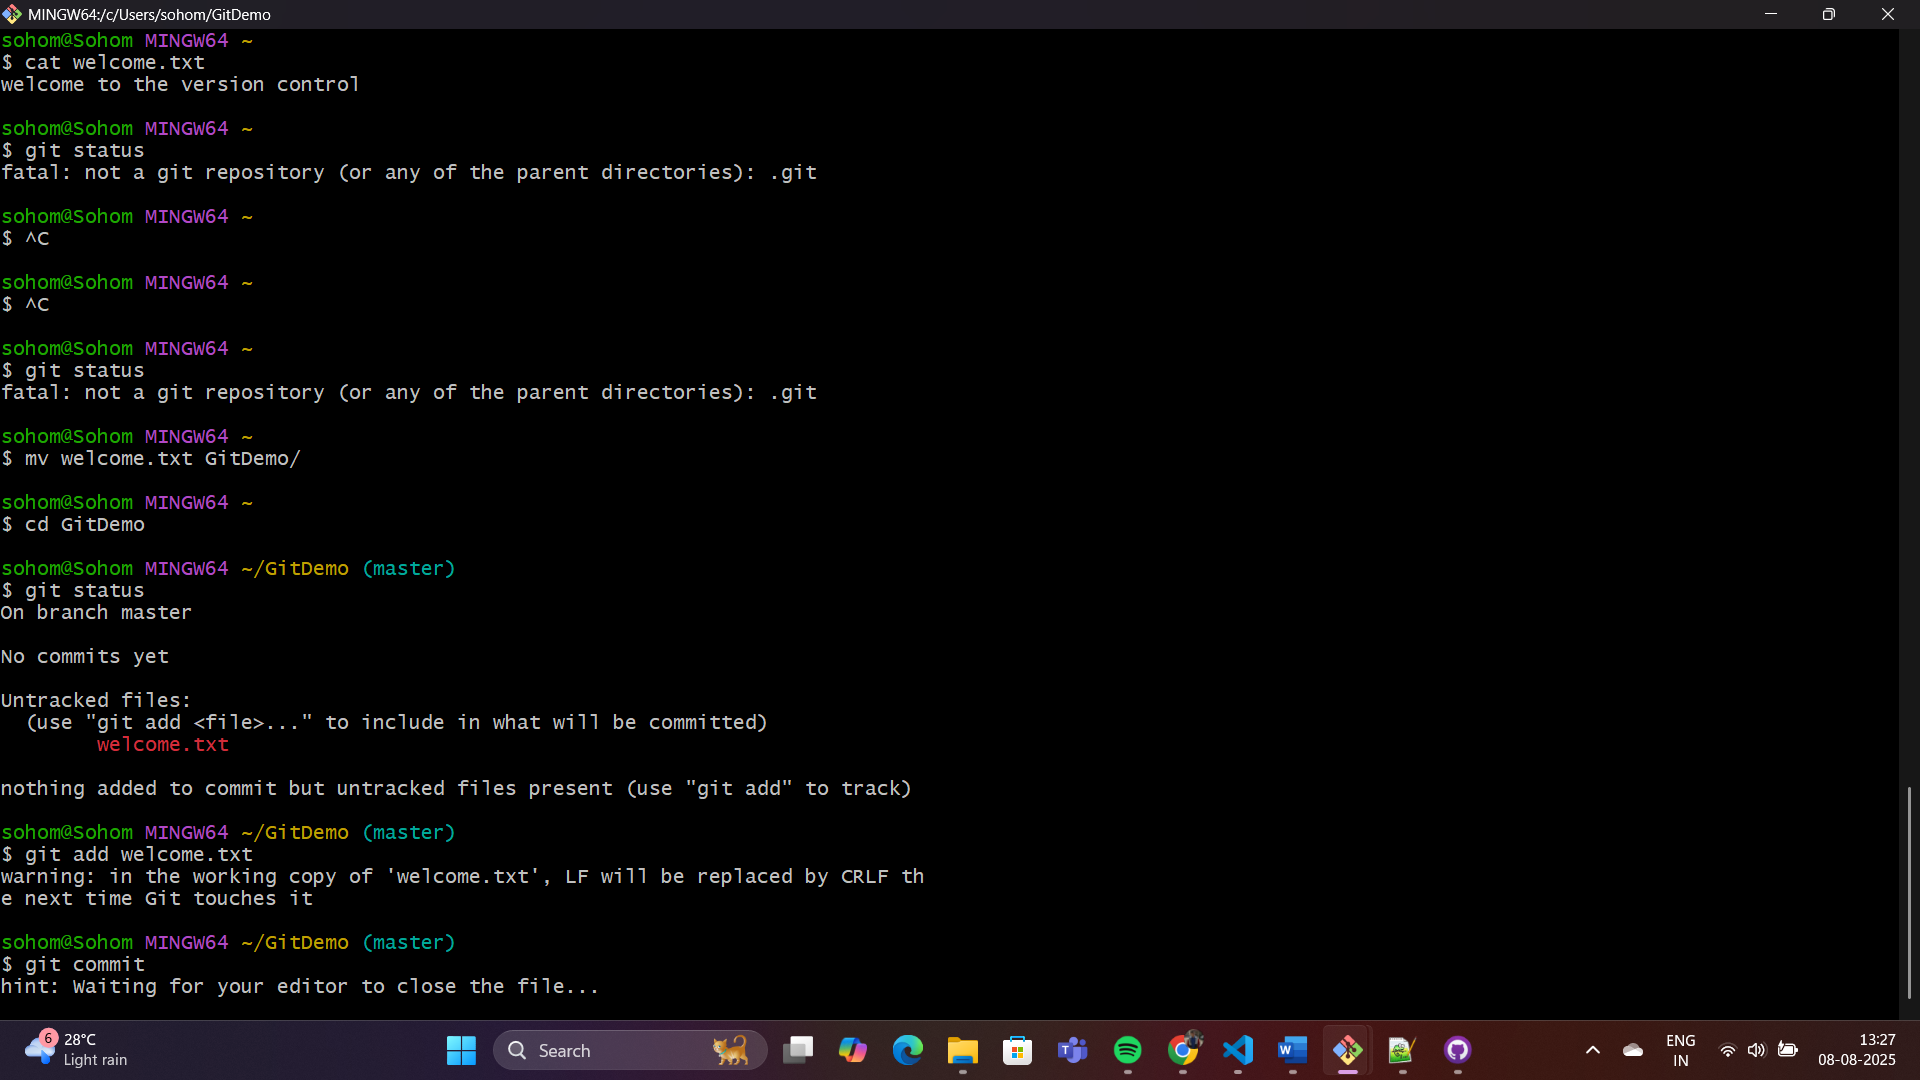 MINGW64:/c/Users/sohom/GitDemo
sohom@Sohom MINGW64 ~
$ cat welcome.txt
welcome to the version control
sohom@Sohom MINGW64 ~
$ git status
fatal: not a git repository (or any of the parent directories): .git
sohom@Sohom MINGW64 ~
$ ^C
sohom@Sohom MINGW64 ~
$ ^C
sohom@Sohom MINGW64 ~
$ git status
fatal: not a git repository (or any of the parent directories): .git
sohom@Sohom MINGW64 ~
$ mv welcome.txt GitDemo/
sohom@Sohom MINGW64 ~
$ cd GitDemo
sohom@Sohom MINGW64 ~/GitDemo (master)
$ git status
On branch master
No commits yet
Untracked files:
  (use "git add <file>..." to include in what will be committed)
        welcome.txt
nothing added to commit but untracked files present (use "git add" to track)
sohom@Sohom MINGW64 ~/GitDemo (master)
$ git add welcome.txt
warning: in the working copy of 'welcome.txt', LF will be replaced by CRLF th
e next time Git touches it
sohom@Sohom MINGW64 ~/GitDemo (master)
$ git commit
hint: Waiting for your editor to close the file...
6
28°C
Light rain
Search
ENG
IN
13:27
08-08-2025